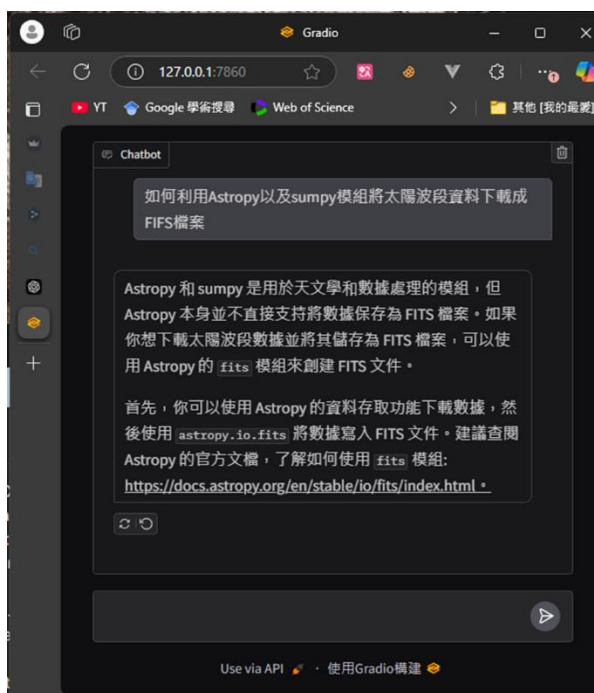 Gradio
127.0.0.1:7860
YT Google 學術搜尋 Web of Science 其他 [我的最愛]
Chatbot
如何利用Astropy以及sumpy模組將太陽波段資料下載成
FIFS檔案
Astropy 和 sumpy 是用於天文學和數據處理的模組，但
Astropy 本身並不直接支持將數據保存為 FITS 檔案。如果
你想下載太陽波段數據並將其儲存為 FITS 檔案，可以使
用 Astropy 的 fits 模組來創建 FITS 文件。
首先，你可以使用 Astropy 的資料存取功能下載數據，然
後使用 astropy.io.fits 將數據寫入 FITS 文件。建議查閱
Astropy 的官方文檔，了解如何使用 fits 模組:
https://docs.astropy.org/en/stable/io/fits/index.html。
Use via API · 使用Gradio構建